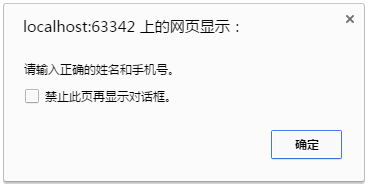 localhost:63342 上的网页显示：
请输入正确的姓名和手机号。
禁止此页再显示对话框。
确定